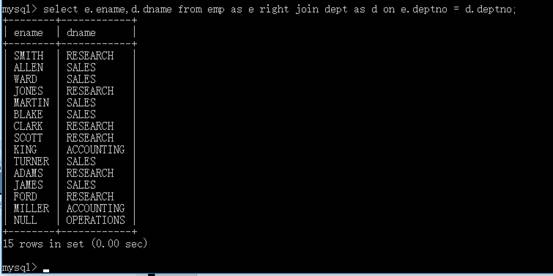 mysql> select e.ename,d.dname from emp as e right join dept as d on e.deptno = d.deptno;
+--------+------------+
| ename  | dname      |
+--------+------------+
| SMITH  | RESEARCH   |
| ALLEN  | SALES      |
| WARD   | SALES      |
| JONES  | RESEARCH   |
| MARTIN | SALES      |
| BLAKE  | SALES      |
| CLARK  | RESEARCH   |
| SCOTT  | RESEARCH   |
| KING   | ACCOUNTING |
| TURNER | SALES      |
| ADAMS  | RESEARCH   |
| JAMES  | SALES      |
| FORD   | RESEARCH   |
| MILLER | ACCOUNTING |
| NULL   | OPERATIONS |
+--------+------------+
15 rows in set (0.00 sec)
mysql> _